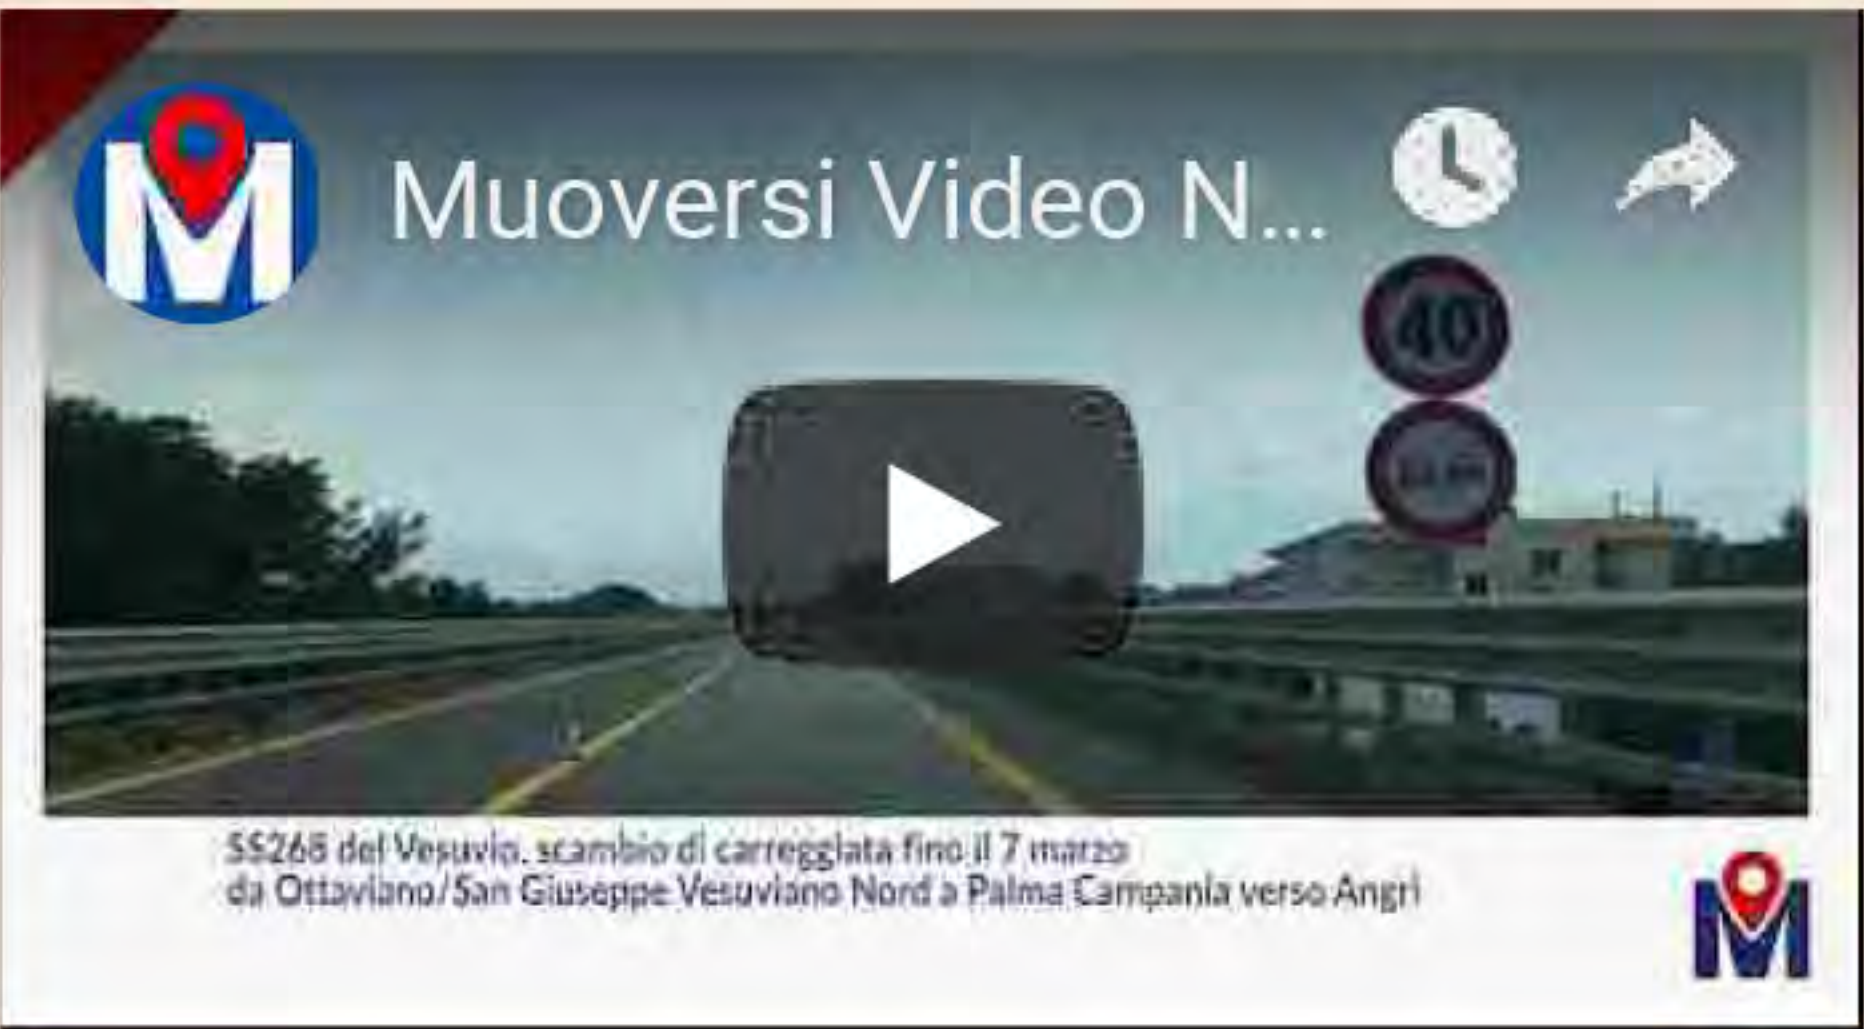 M
Muoversi Video N...
40
SS268 del Vesuvio, scambio di carreggiata fino il 7 marzo
da Ottaviano/San Giuseppe Vesuviano Nord a Palma Campania verso Angri
M